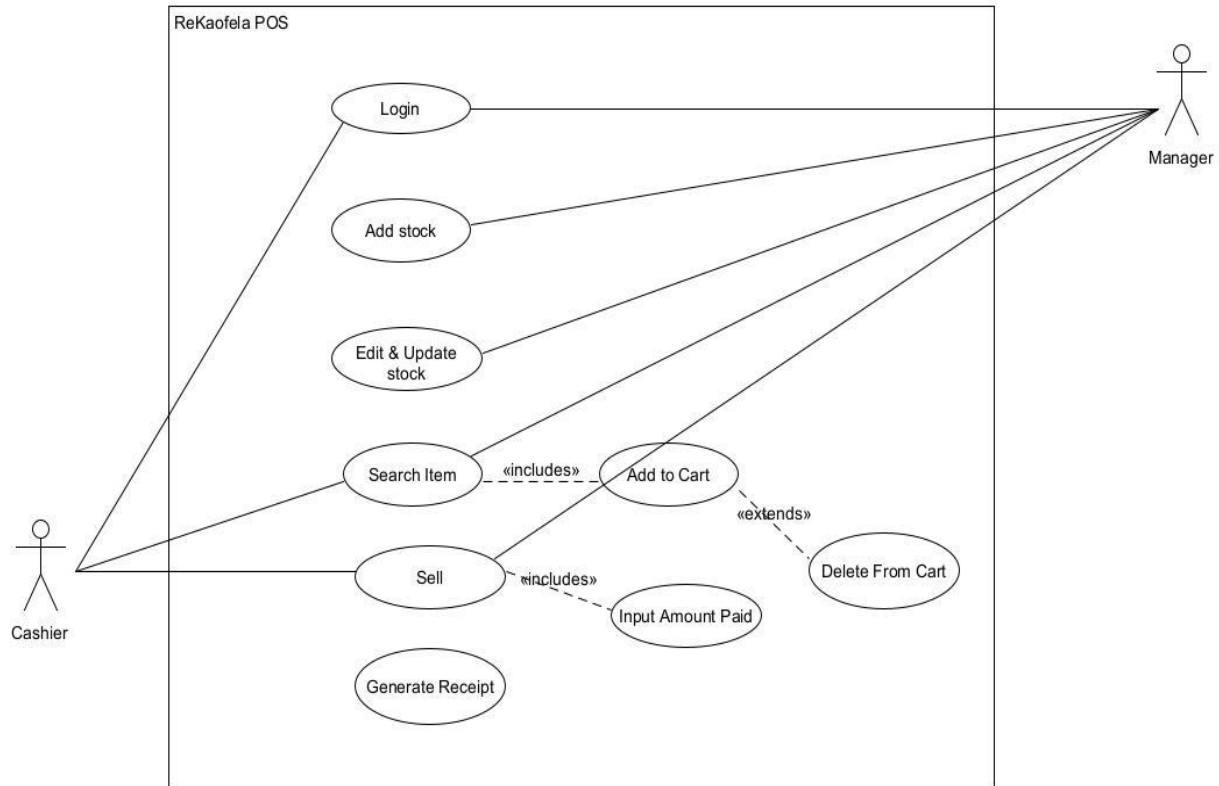 ReKaofela POS
Login
Manager
Add stock
Edit & Update
stock
Search Item
«includes»
Add to Cart
«extends»
Delete From Cart
Cashier
Sell
«includes»
Input Amount Paid
Generate Receipt